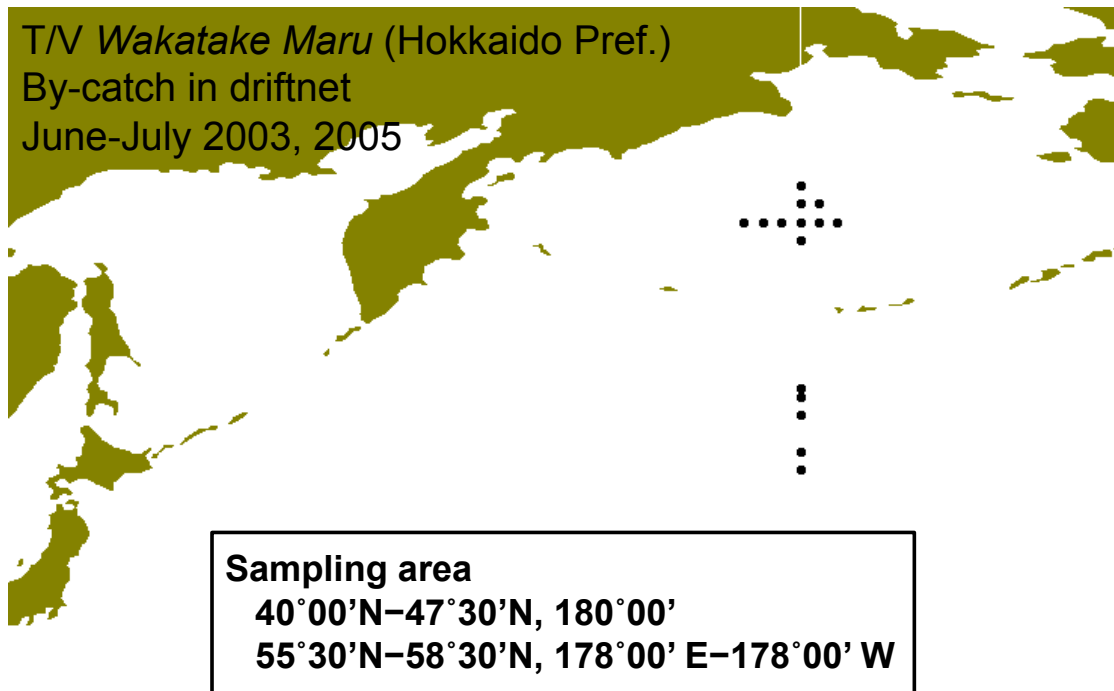 T/V Wakatake Maru (Hokkaido Pref.)
By-catch in driftnet
June-July 2003, 2005
Sampling area
40˚00’N−47˚30’N, 180˚00’
55˚30’N−58˚30’N, 178˚00’ E−178˚00’ W